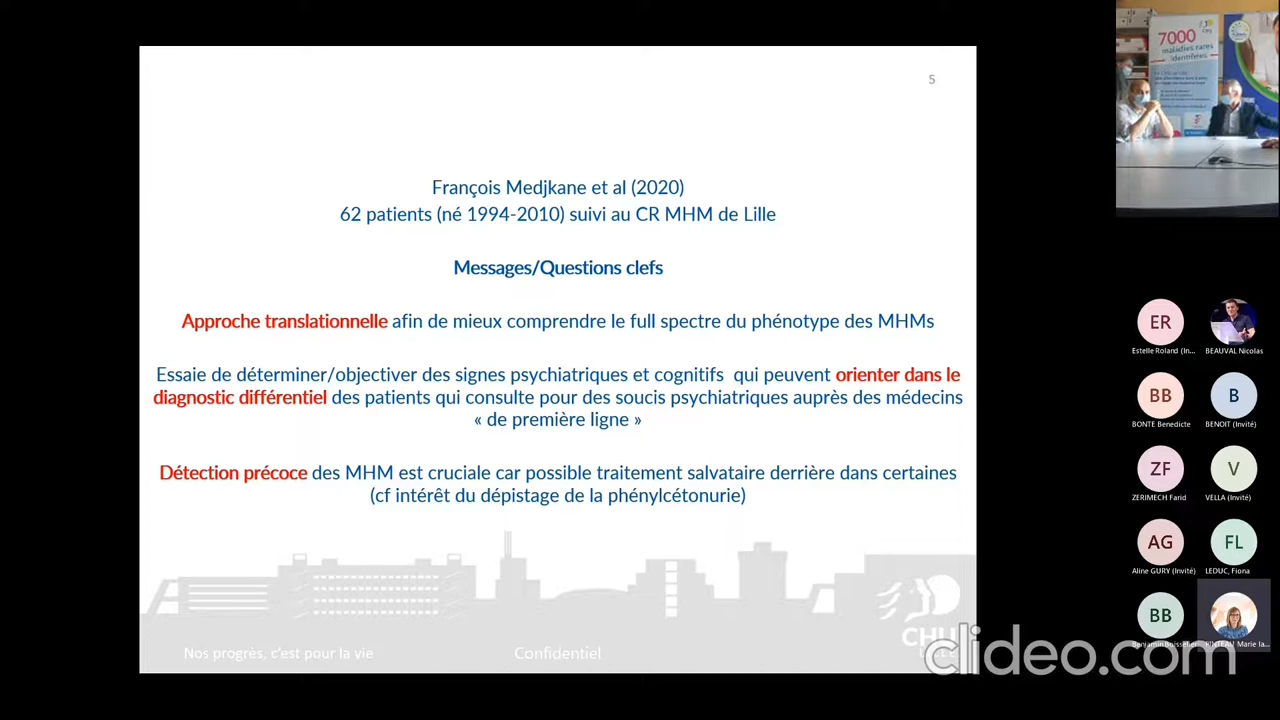 5
François Medjkane et al (2020)
62 patients (né 1994-2010) suivi au CR MHM de Lille
Messages/Questions clefs
Approche translationnelle afin de mieux comprendre le full spectre du phénotype des MHMs
Essaie de déterminer/objectiver des signes psychiatriques et cognitifs qui peuvent orienter dans le
diagnostic différentiel des patients qui consulte pour des soucis psychiatriques auprès des médecins
« de première ligne »
Détection précoce des MHM est cruciale car possible traitement salvataire derrière dans certaines
(cf intérêt du dépistage de la phénylcétonurie)
Nos progrès, c'est pour la vie
Confidentiel
CHU
clideo.com
7000
maladies rares
identifiées
ER
Estelle Roland (In...
BEAUVAL Nicolas
BB
BONTE Benedicte
B
BENOIT (Invité)
ZF
ZERIMECH Farid
V
VELLA (Invité)
AG
Aline GURY (Invité)
FL
LEDUC, Fiona
BB
Marie la...